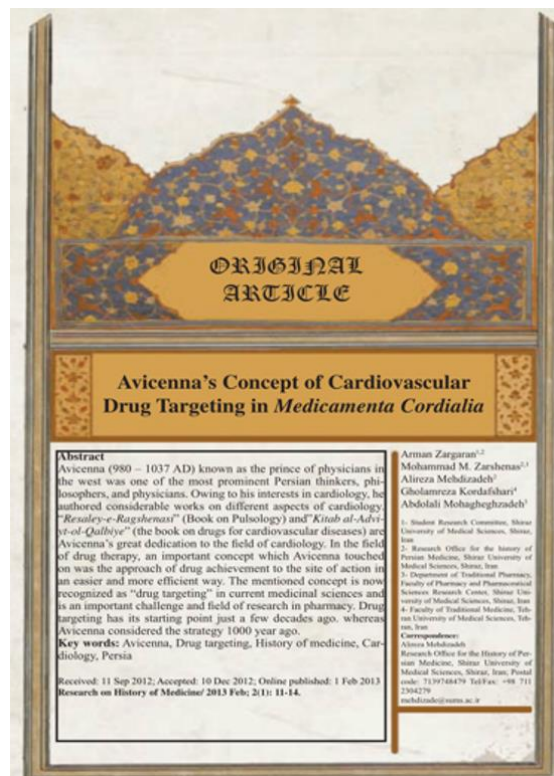 ORIGINAL
ARTICLE
Avicenna's Concept of Cardiovascular
Drug Targeting in Medicamenta Cordialia
Abstract
Avicenna (980 – 1037 AD) known as the prince of physicians in
the west was one of the most prominent Persian thinkers, phi-
losophers, and physicians. Owing to his interests in cardiology, he
authored considerable works on different aspects of cardiology.
"Resaley-e-Ragshenasi" (Book on Pulsology) and"Kitab al-Advi-
yt-ol-Qalbiye" (the book on drugs for cardiovascular diseases) are
Avicenna's great dedication to the field of cardiology. In the field
of drug therapy, an important concept which Avicenna touched
on was the approach of drug achievement to the site of action in
an easier and more efficient way. The mentioned concept is now
recognized as "drug targeting" in current medicinal sciences and
is an important challenge and field of research in pharmacy. Drug
targeting has its starting point just a few decades ago. whereas
Avicenna considered the strategy 1000 year ago.
Key words: Avicenna, Drug targeting, History of medicine, Car-
diology, Persia
Received: 11 Sep 2012; Accepted: 10 Dec 2012; Online published: 1 Feb 2013
Research on History of Medicine/ 2013 Feb; 2(1): 11-14.
Arman Zargaran1,2
Mohammad M. Zarshenas2,3
Alireza Mehdizadeh2
Gholamreza Kordafshari4
Abdolali Mohagheghzadeh3
1- Student Research Committee, Shiraz
University of Medical Sciences, Shiraz,
Iran
2- Research Office for the history of
Persian Medicine, Shiraz University of
Medical Sciences, Shiraz, Iran
3- Department of Traditional Pharmacy,
Faculty of Pharmacy and Pharmaceutical
Sciences Research Center, Shiraz Uni-
versity of Medical Sciences, Shiraz, Iran
4- Faculty of Traditional Medicine, Teh-
ran University of Medical Sciences, Teh-
ran, Iran
Correspondence:
Alireza Mehdizadeh
Research Office for the History of Per-
sian Medicine, Shiraz University of
Medical Sciences, Shiraz, Iran; Postal
code: 7139748479 Tel/Fax: +98 711
2304279
mehdizade@sums.ac.ir